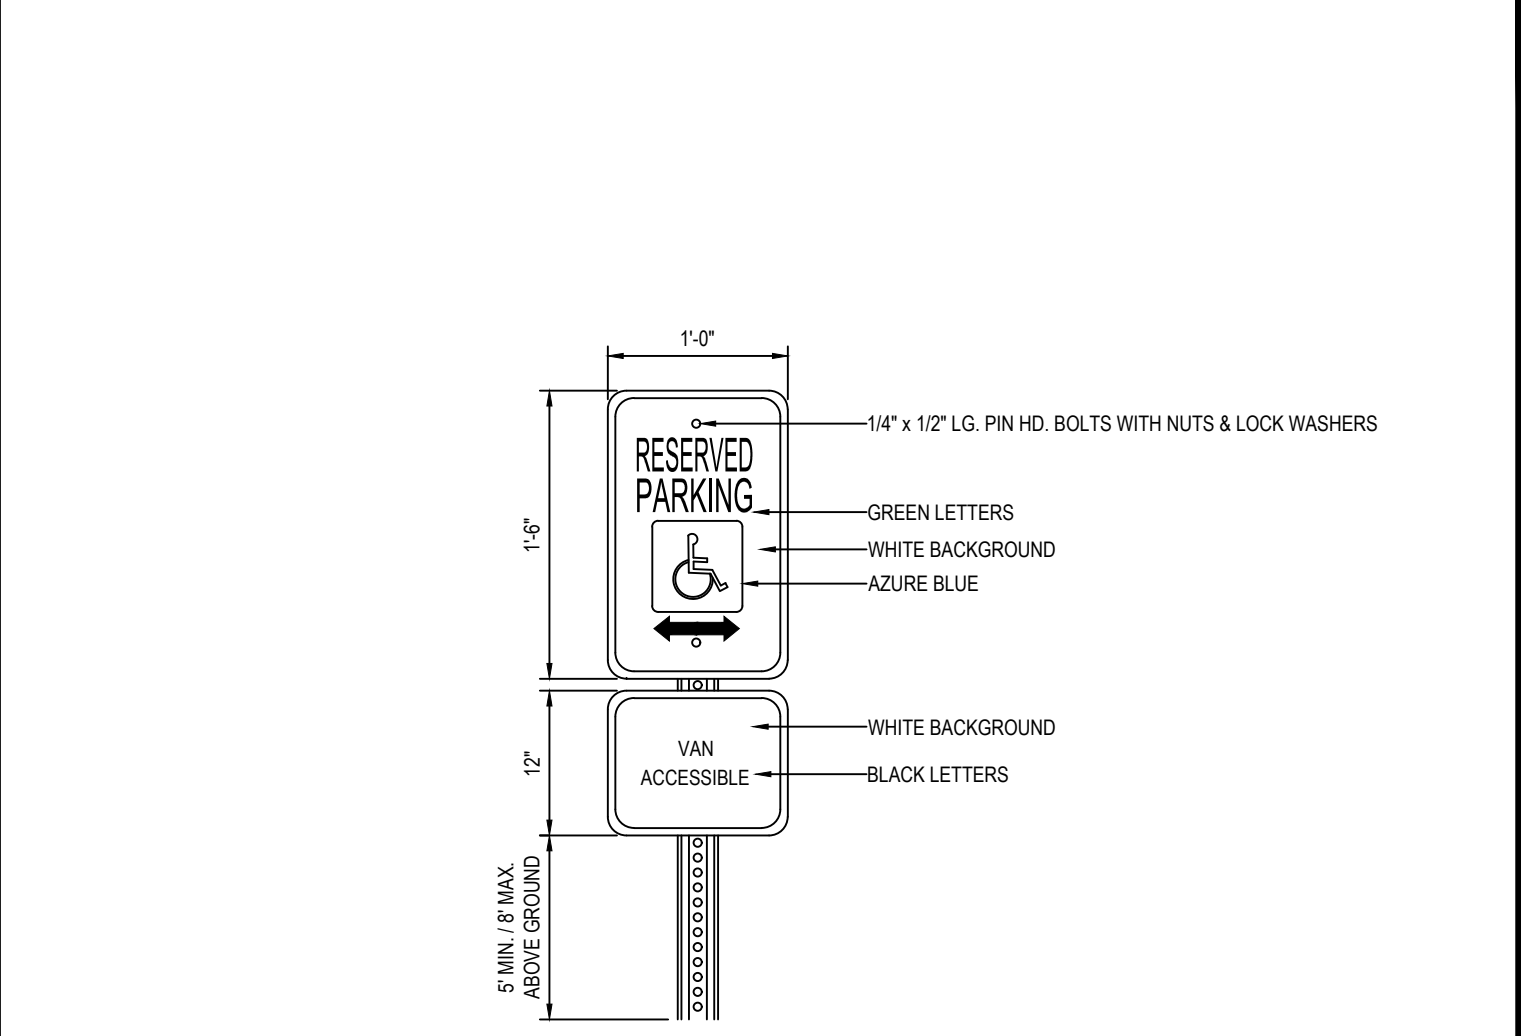 1'-0"
1/4" x 1/2" LG. PIN HD. BOLTS WITH NUTS & LOCK WASHERS
RESERVED
PARKING
GREEN LETTERS
1'-6"
WHITE BACKGROUND
AZURE BLUE
WHITE BACKGROUND
VAN
12"
ACCESSIBLE
BLACK LETTERS
5' MIN. / 8' MAX.
ABOVE GROUND